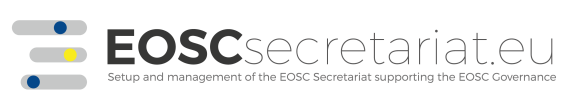 EOSCsecretariat.eu
Setup and management of the EOSC Secretariat supporting the EOSC Governance